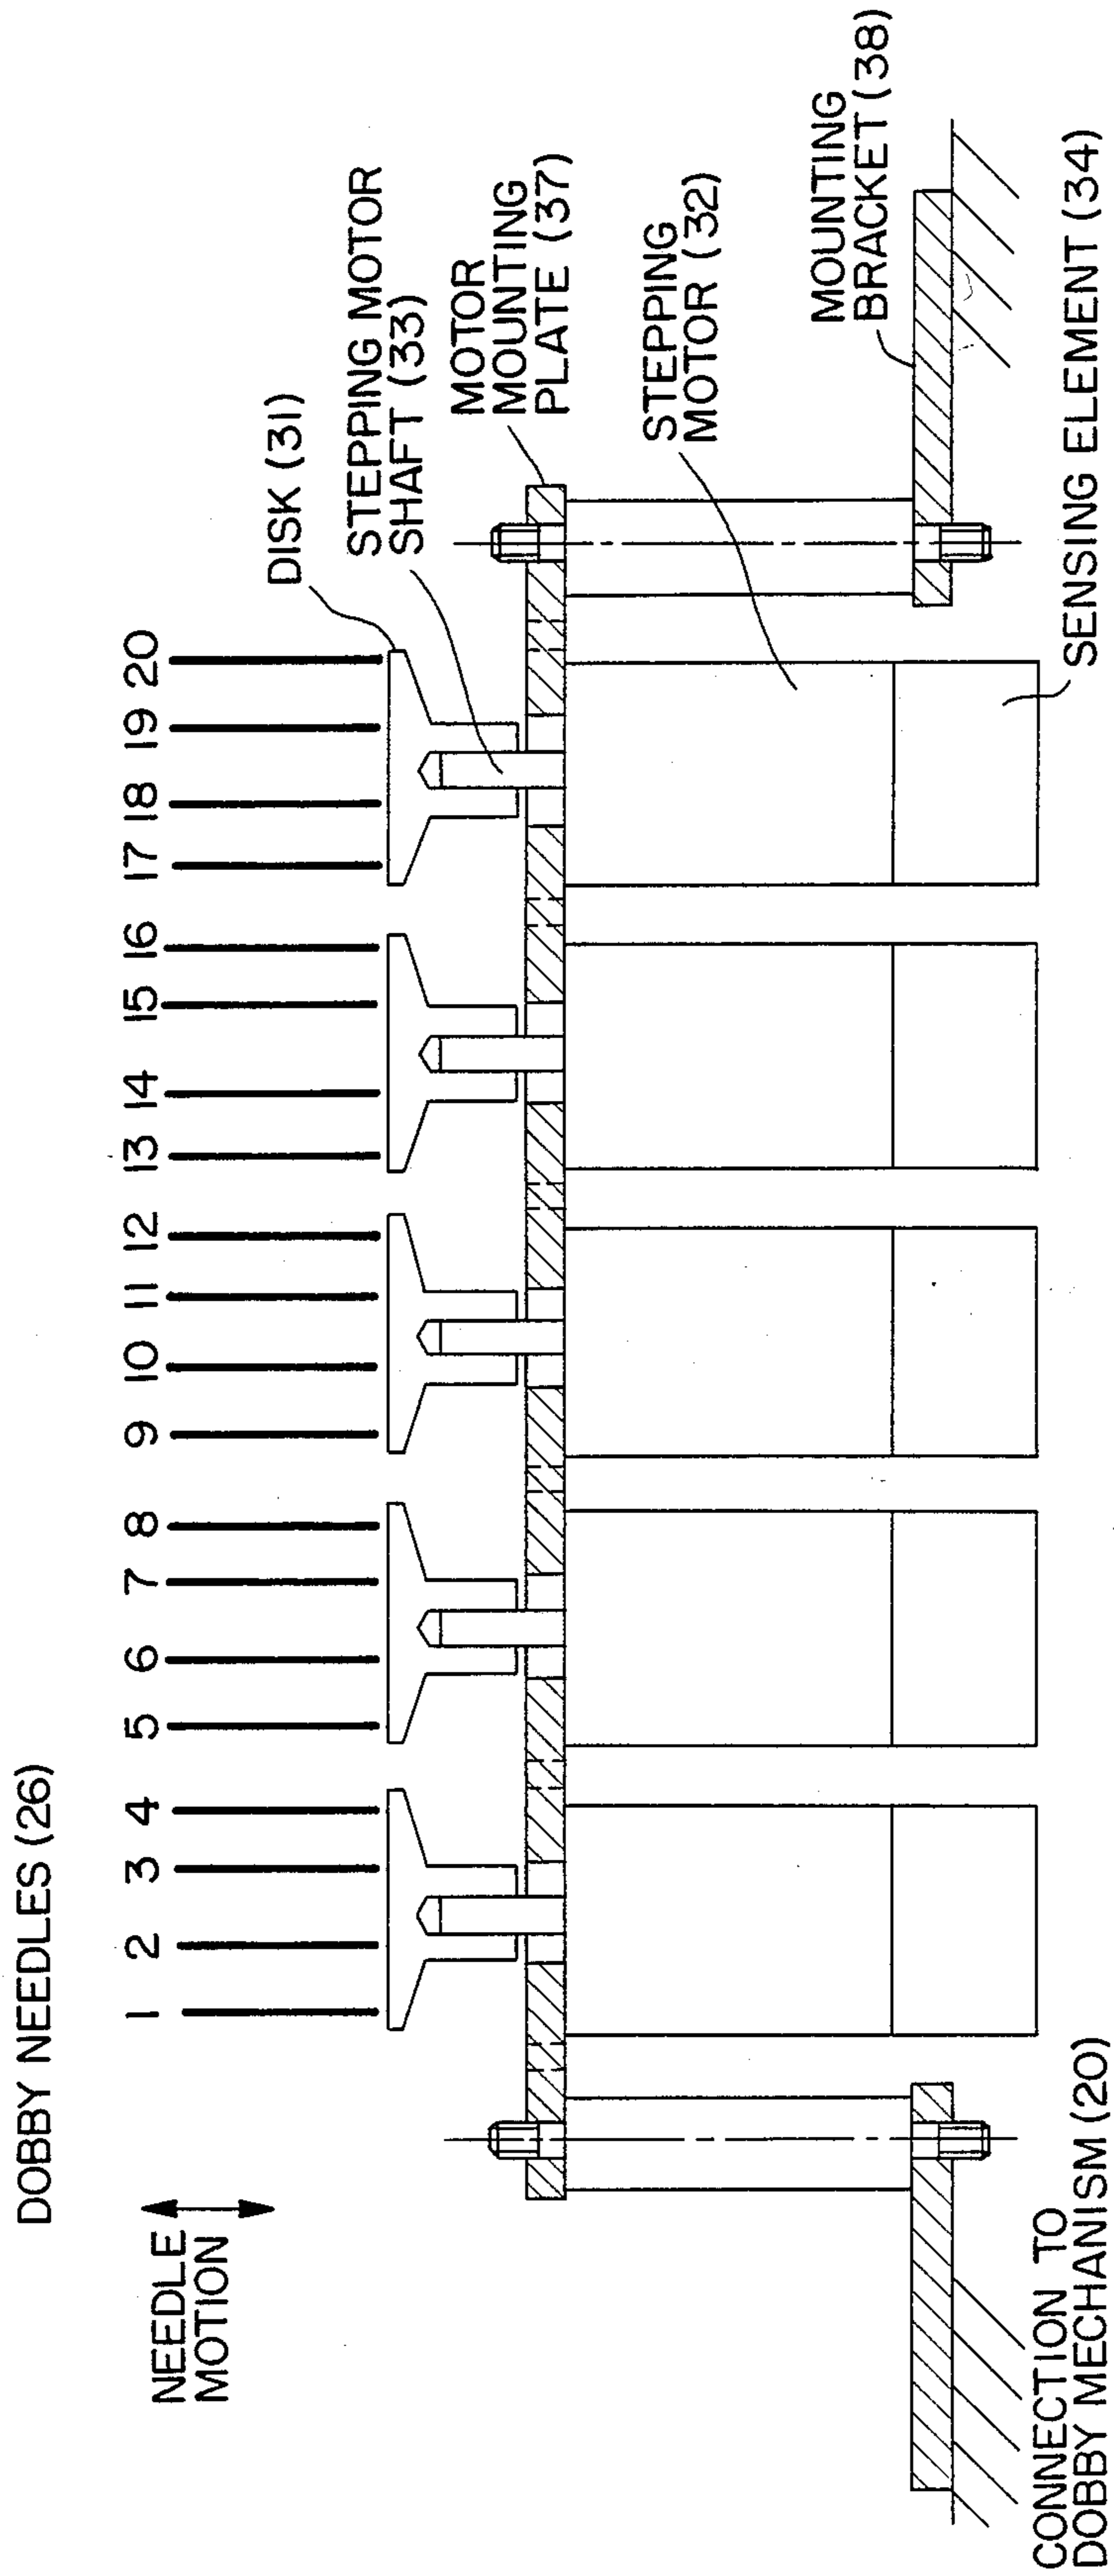 DOBBY NEEDLES (26)
NEEDLE
MOTION
1 2 3 4 5 6 7 8 9 10 11 12 13 14 15 16 17 18 19 20
DISK (31)
STEPPING MOTOR
SHAFT (33)
MOTOR
MOUNTING
PLATE (37)
STEPPING
MOTOR (32)
MOUNTING
BRACKET (38)
SENSING ELEMENT (34)
CONNECTION TO
DOBBY MECHANISM (20)